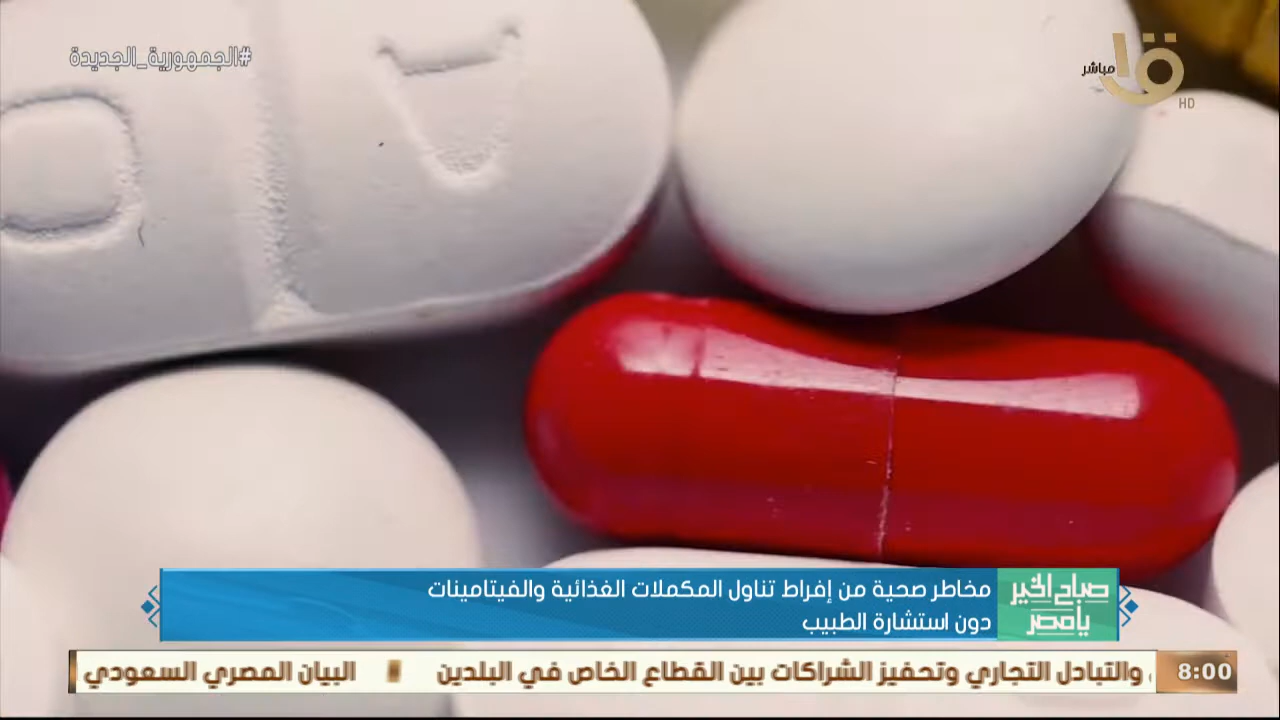 #الجمهورية_الجديدة
مباشر
HD
صباح الخير
يا مصر
مخاطر صحية من إفراط تناول المكملات الغذائية والفيتامينات
دون استشارة الطبيب
8:00
والتبادل التجاري وتحفيز الشراكات بين القطاع الخاص في البلدين
البيان المصري السعودي